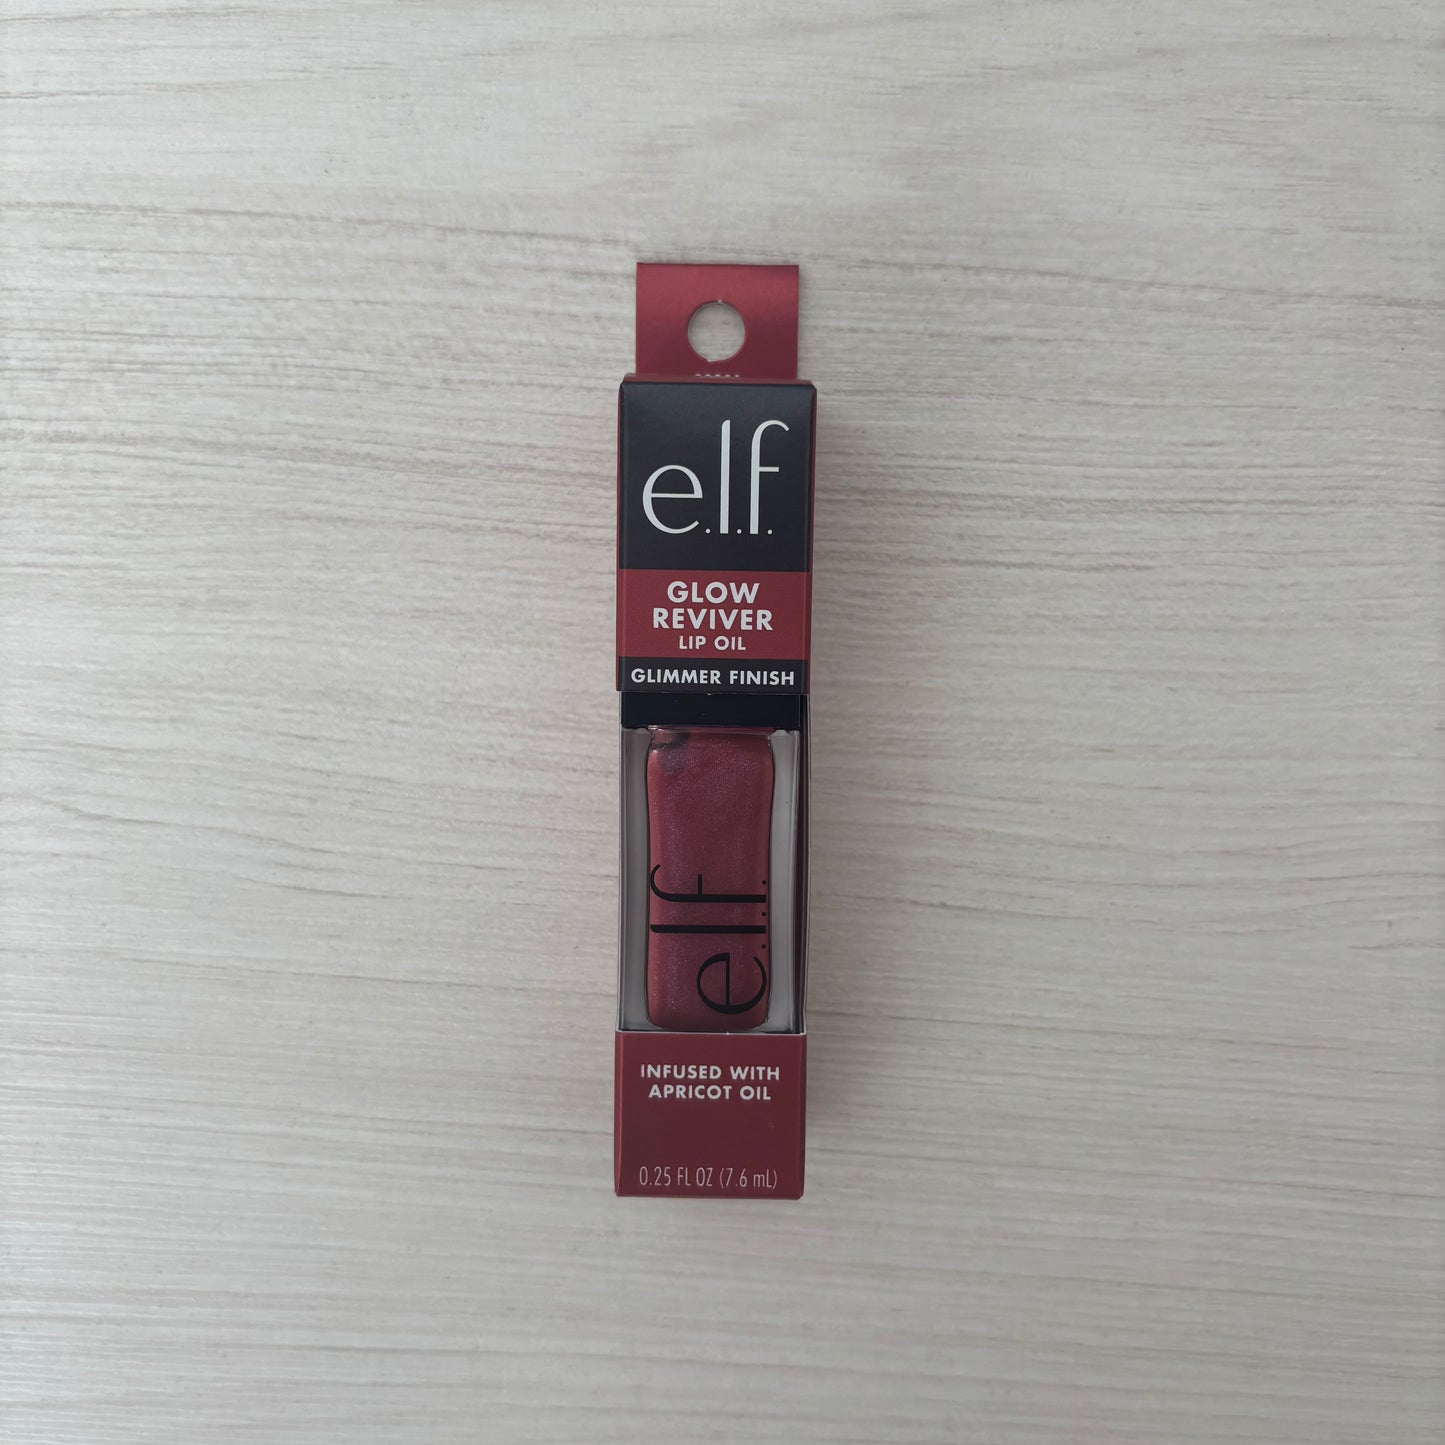 e.l.f.
GLOW
REVIVER
LIP OIL
GLIMMER FINISH
e.l.f.
INFUSED WITH
APRICOT OIL
0.25 FL OZ (7.6 mL)